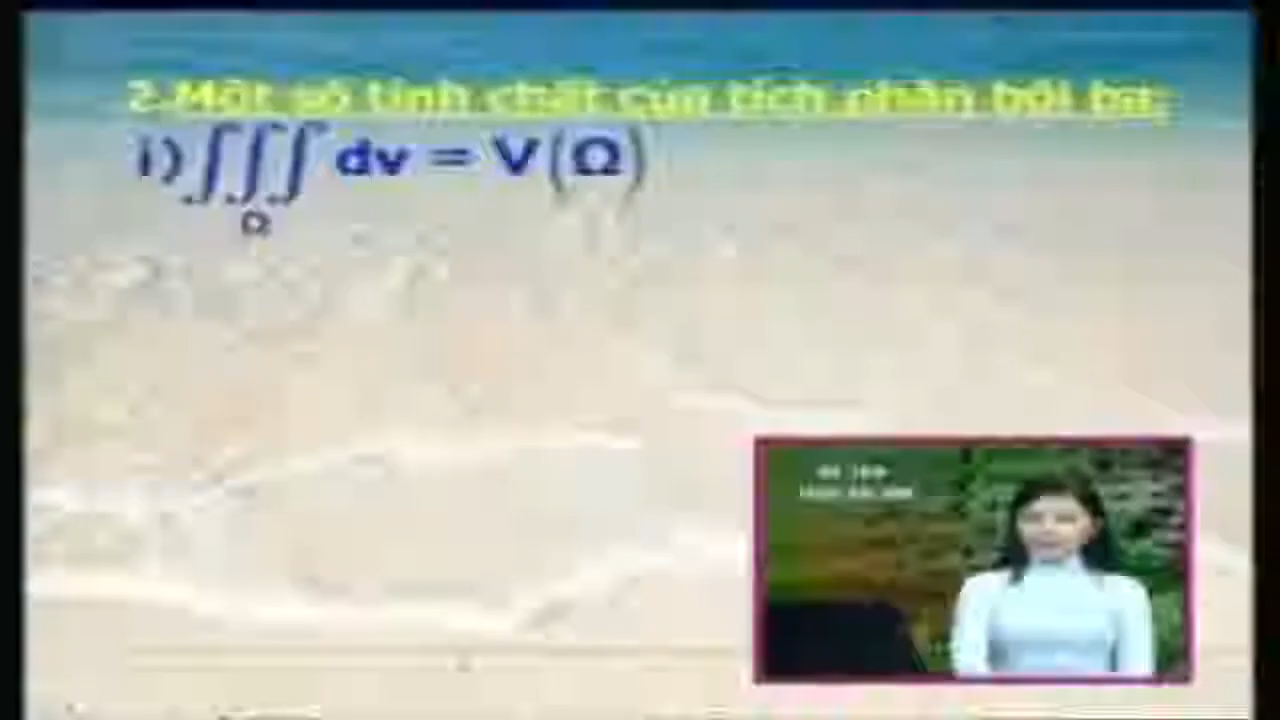 2.Một số tính chất của tích phân bội ba:
i)∭ dv = V(Ω)
Ω